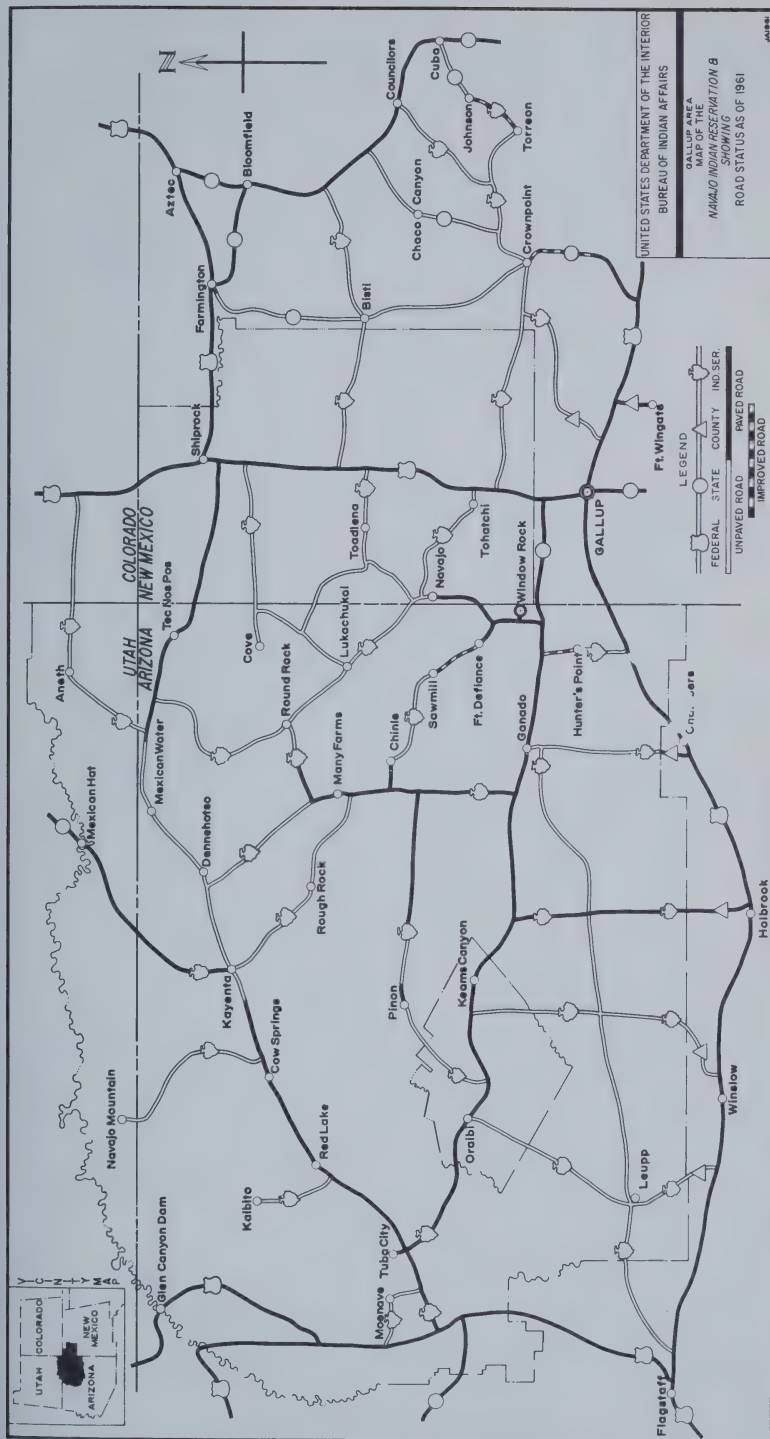 VICINITY MAP
UTAH
COLORADO
ARIZONA
NEW
MEXICO
N
UNITED STATES DEPARTMENT OF THE INTERIOR
BUREAU OF INDIAN AFFAIRS
GALLUP AREA
MAP OF THE
NAVAJO INDIAN RESERVATION &
SHOWING
ROAD STATUS AS OF 1961
LEGEND
FEDERAL
STATE
COUNTY
IND. SER.
UNPAVED ROAD
PAVED ROAD
IMPROVED ROAD
UTAH
COLORADO
ARIZONA
NEW MEXICO
Glen Canyon Dam
Navajo Mountain
Mexican Hat
Aneth
Aztec
Bloomfield
Farmington
Shiprock
Tec Nos Pos
Mexican Water
Dennehotso
Kayenta
Cow Springs
Red Lake
Kaibito
Tuba City
Moenave
Rough Rock
Round Rock
Many Farms
Lukachukai
Cove
Toadlena
Bisti
Chaco Canyon
Councilors
Cuba
Johnson
Torreon
Crownpoint
Tohatchi
Navajo
Window Rock
Ft. Defiance
Sawmill
Chinle
Pinon
Oraibi
Keams Canyon
Ganado
Hunter's Point
GALLUP
Ft. Wingate
Leupp
Flagstaff
Winslow
Holbrook